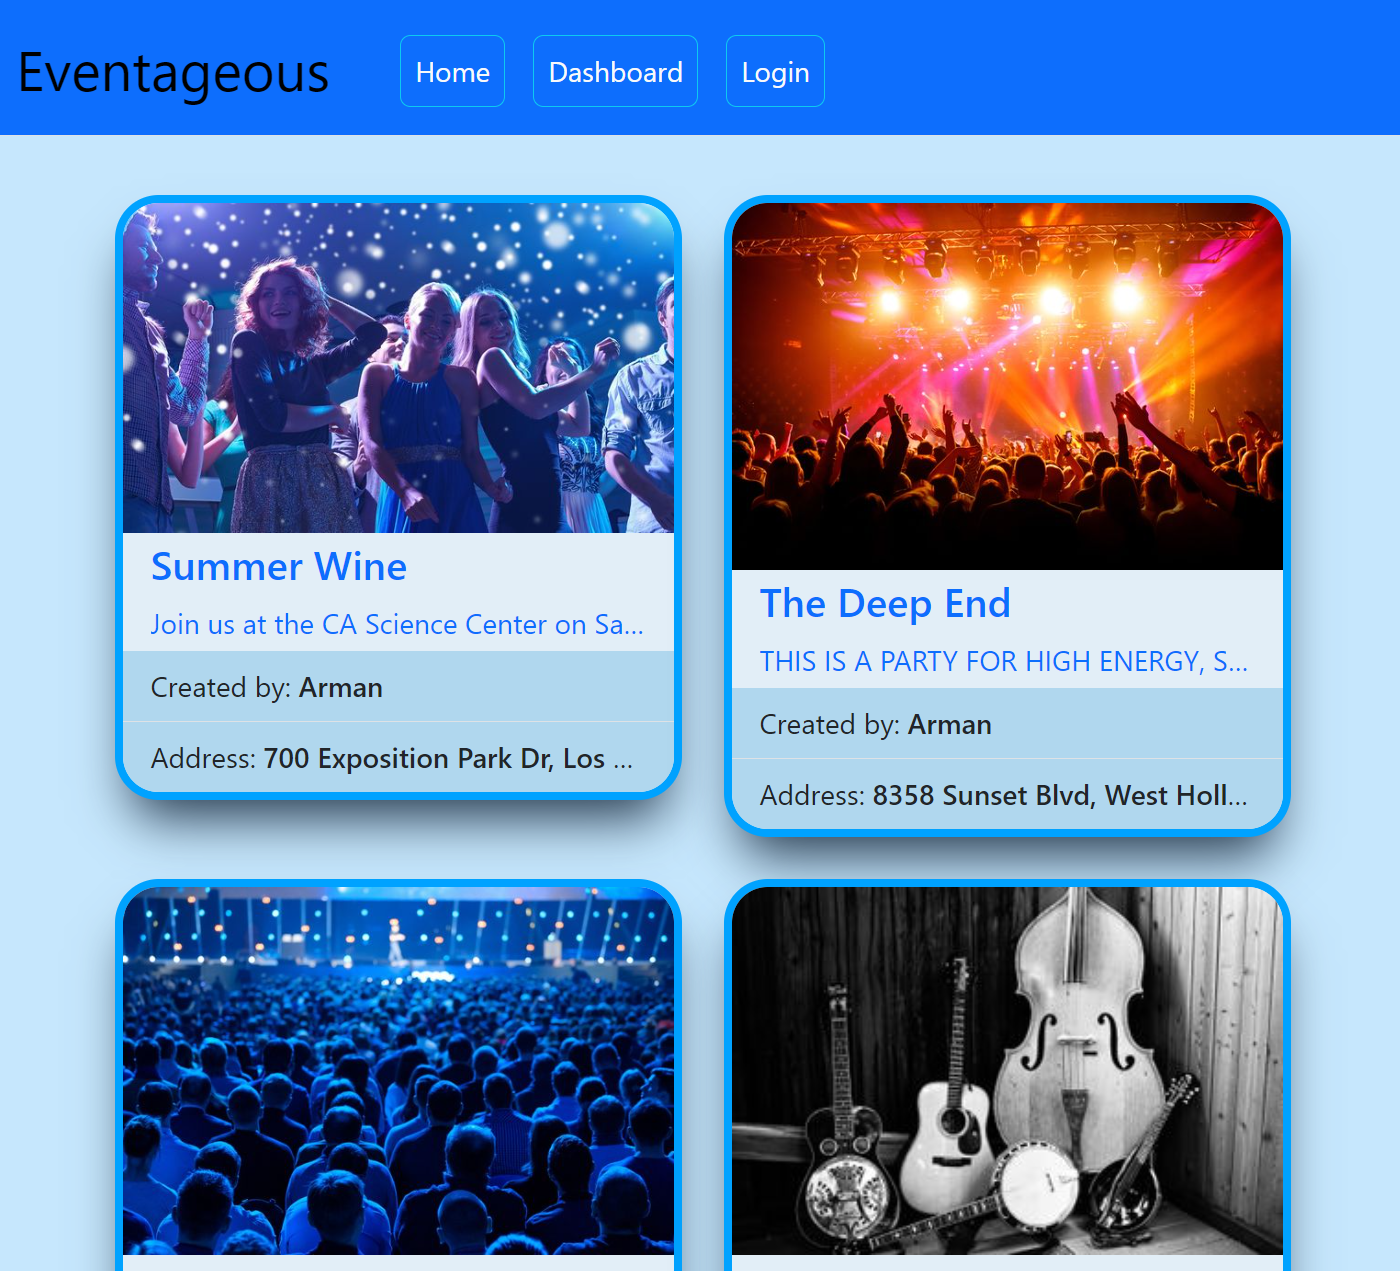 Eventageous
Home
Dashboard
Login
Summer Wine
Join us at the CA Science Center on Sa...
Created by: Arman
Address: 700 Exposition Park Dr, Los ...
The Deep End
THIS IS A PARTY FOR HIGH ENERGY, S...
Created by: Arman
Address: 8358 Sunset Blvd, West Holl...